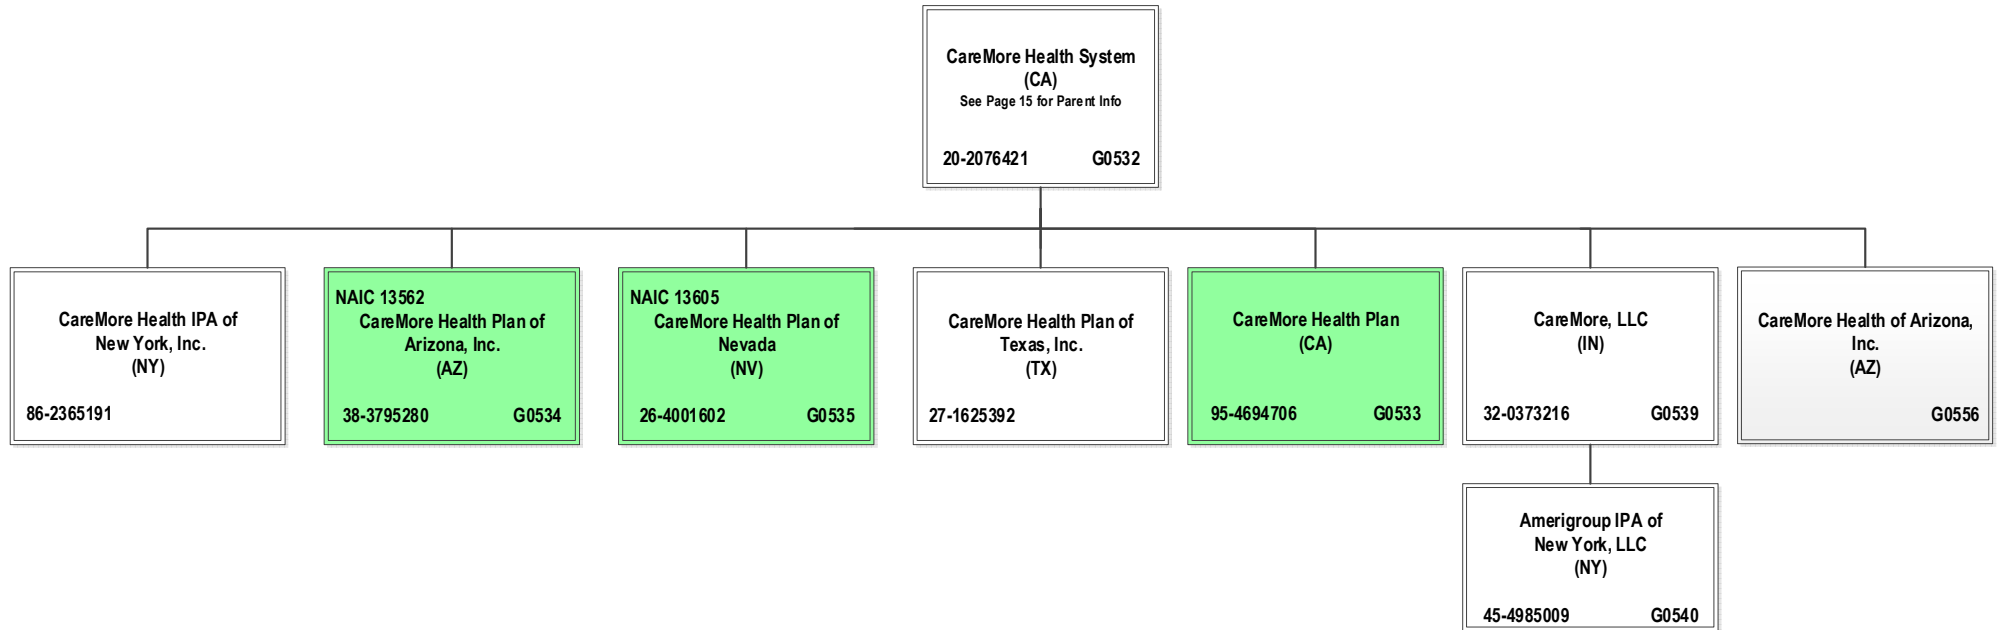 CareMore Health System
(CA)
See Page 15 for Parent Info
20-2076421 G0532
CareMore Health IPA of
New York, Inc.
(NY)
86-2365191
NAIC 13562
CareMore Health Plan of
Arizona, Inc.
(AZ)
38-3795280 G0534
NAIC 13605
CareMore Health Plan of
Nevada
(NV)
26-4001602 G0535
CareMore Health Plan of
Texas, Inc.
(TX)
27-1625392
CareMore Health Plan
(CA)
95-4694706 G0533
CareMore, LLC
(IN)
32-0373216 G0539
CareMore Health of Arizona,
Inc.
(AZ)
G0556
Amerigroup IPA of
New York, LLC
(NY)
45-4985009 G0540